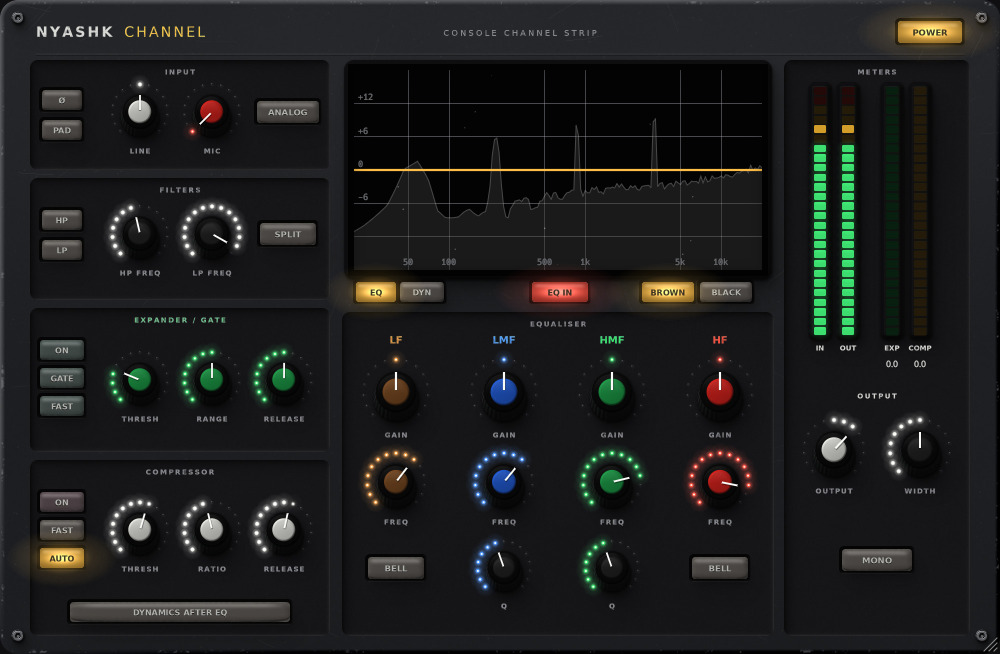 NYASHK CHANNEL
CONSOLE CHANNEL STRIP
POWER
INPUT
Ø
PAD
LINE
MIC
ANALOG
FILTERS
HP
LP
HP FREQ
LP FREQ
SPLIT
EXPANDER / GATE
ON
GATE
FAST
THRESH
RANGE
RELEASE
COMPRESSOR
ON
FAST
AUTO
THRESH
RATIO
RELEASE
DYNAMICS AFTER EQ
+12
+6
0
−6
50 100 500 1k 5k 10k
EQ
DYN
EQ IN
BROWN
BLACK
EQUALISER
LF LMF HMF HF
GAIN GAIN GAIN GAIN
FREQ FREQ FREQ FREQ
BELL
Q
Q
BELL
METERS
IN OUT EXP COMP
0.0 0.0
OUTPUT
OUTPUT
WIDTH
MONO